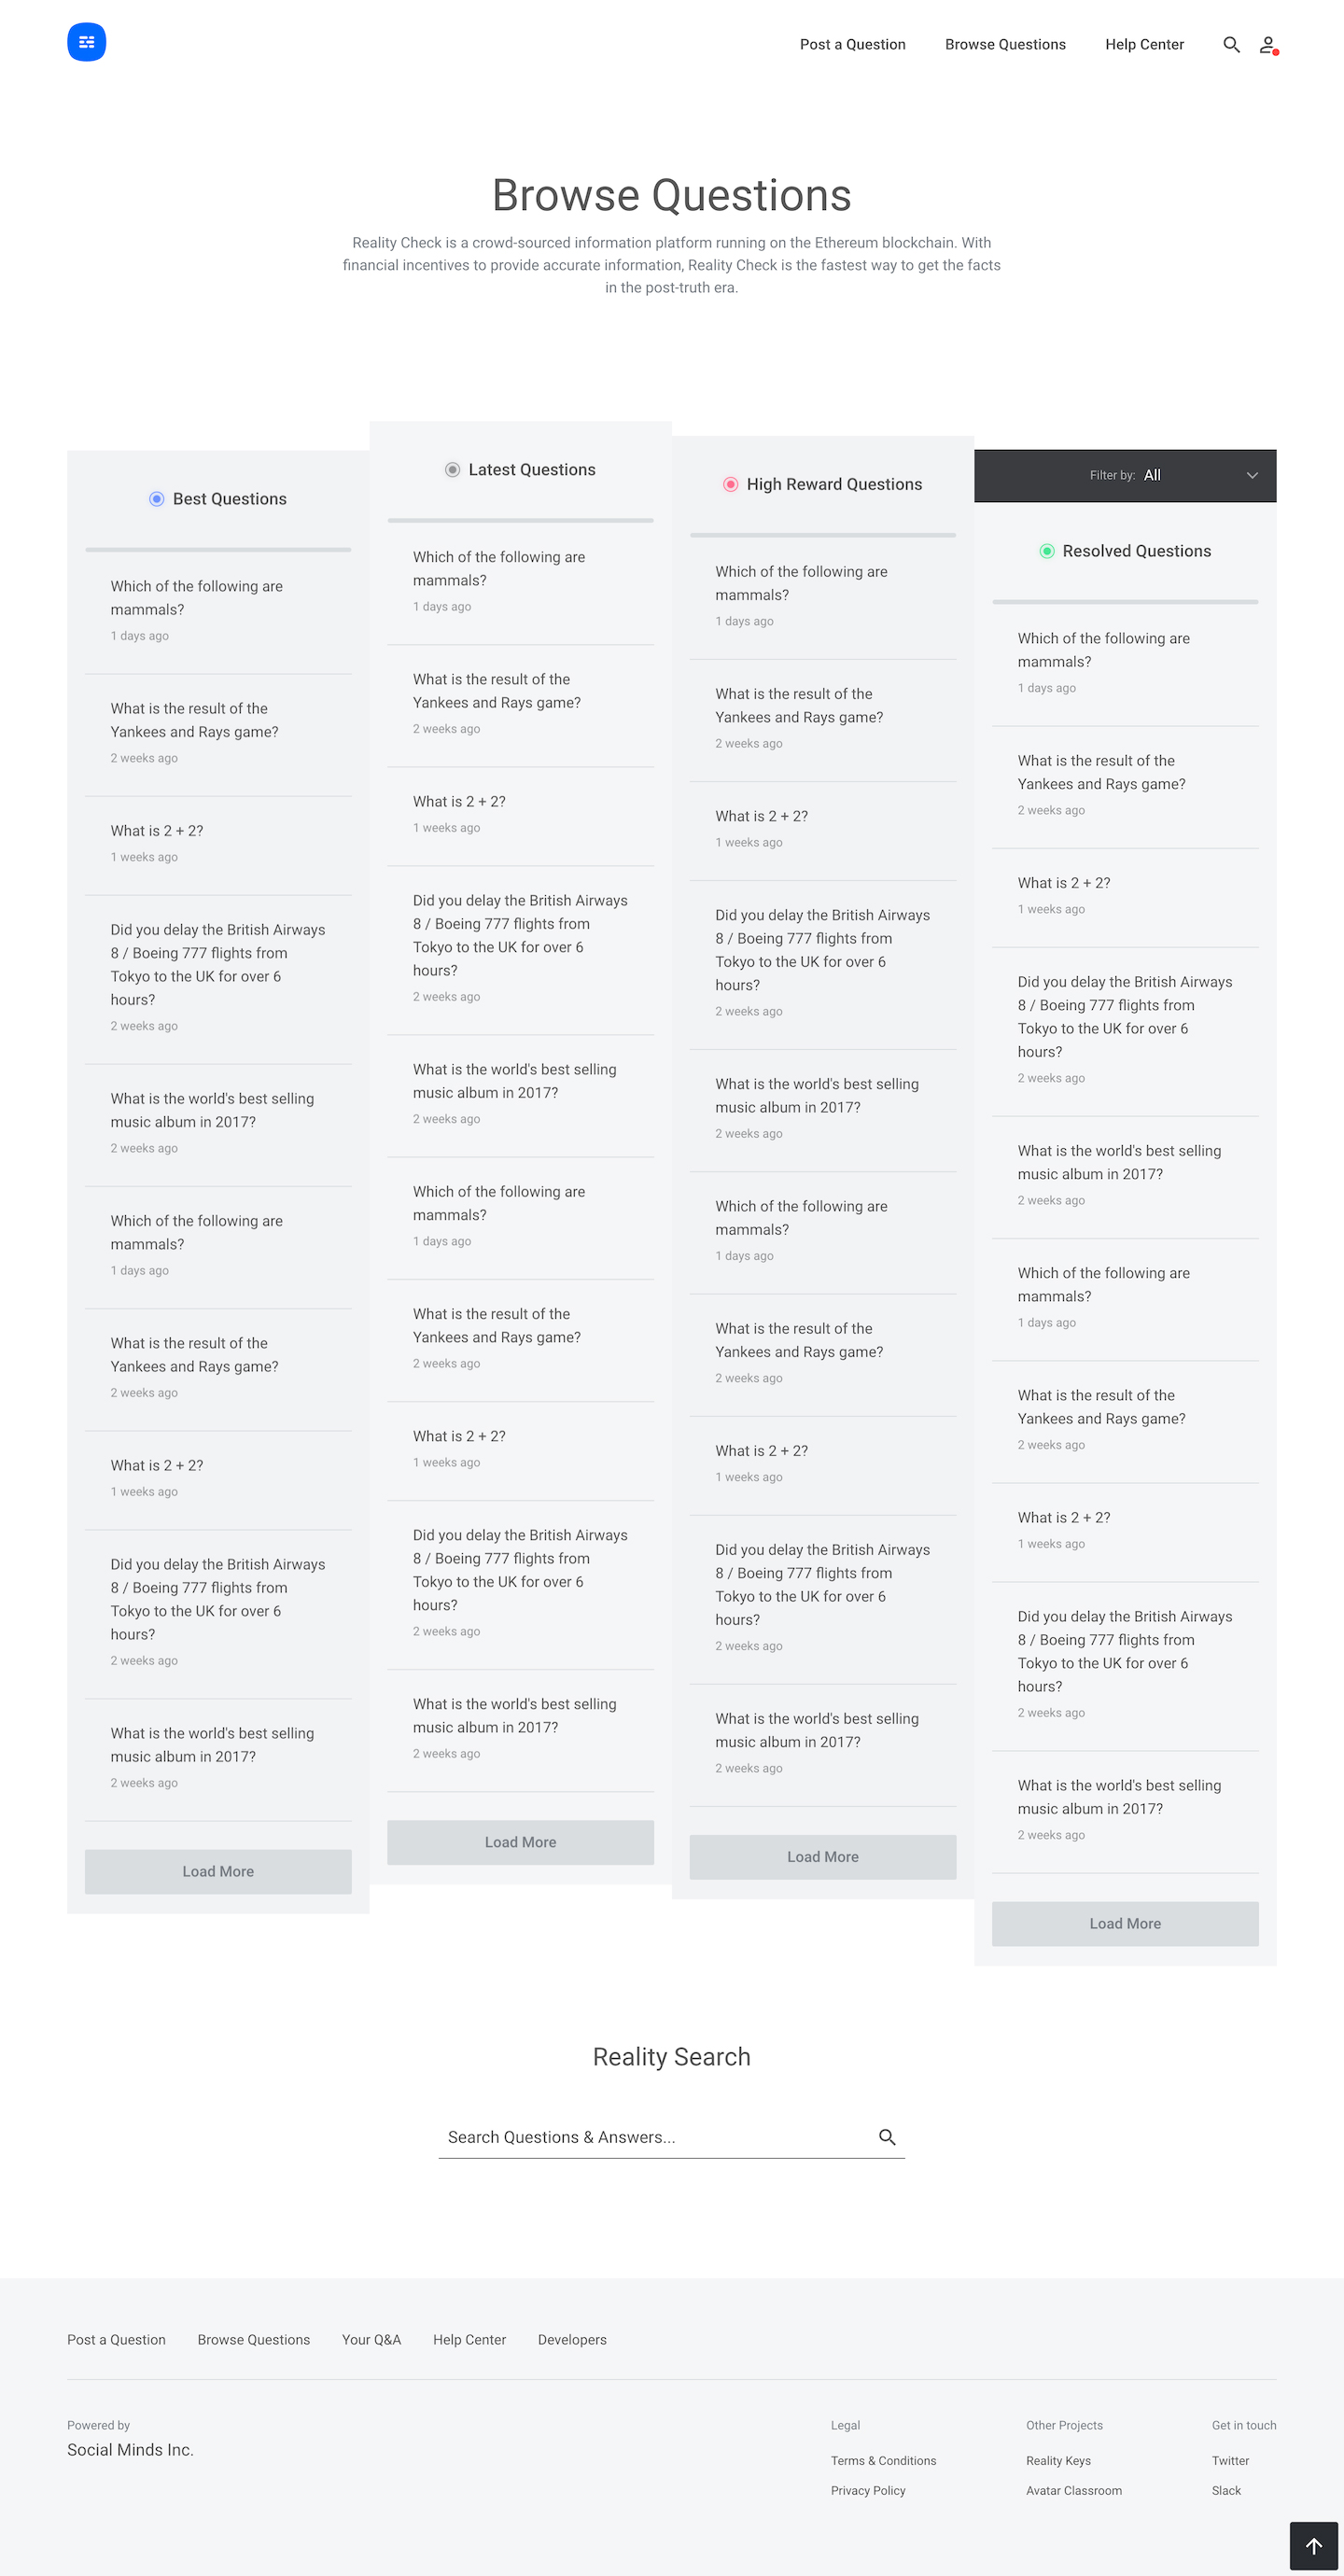 Post a Question
Browse Questions
Help Center
Browse Questions
Reality Check is a crowd-sourced information platform running on the Ethereum blockchain. With
financial incentives to provide accurate information, Reality Check is the fastest way to get the facts
in the post-truth era.
Best Questions
Which of the following are
mammals?
1 days ago
What is the result of the
Yankees and Rays game?
2 weeks ago
What is 2 + 2?
1 weeks ago
Did you delay the British Airways
8 / Boeing 777 flights from
Tokyo to the UK for over 6
hours?
2 weeks ago
What is the world's best selling
music album in 2017?
2 weeks ago
Which of the following are
mammals?
1 days ago
What is the result of the
Yankees and Rays game?
2 weeks ago
What is 2 + 2?
1 weeks ago
Did you delay the British Airways
8 / Boeing 777 flights from
Tokyo to the UK for over 6
hours?
2 weeks ago
What is the world's best selling
music album in 2017?
2 weeks ago
Load More
Latest Questions
Which of the following are
mammals?
1 days ago
What is the result of the
Yankees and Rays game?
2 weeks ago
What is 2 + 2?
1 weeks ago
Did you delay the British Airways
8 / Boeing 777 flights from
Tokyo to the UK for over 6
hours?
2 weeks ago
What is the world's best selling
music album in 2017?
2 weeks ago
Which of the following are
mammals?
1 days ago
What is the result of the
Yankees and Rays game?
2 weeks ago
What is 2 + 2?
1 weeks ago
Did you delay the British Airways
8 / Boeing 777 flights from
Tokyo to the UK for over 6
hours?
2 weeks ago
What is the world's best selling
music album in 2017?
2 weeks ago
Load More
High Reward Questions
Which of the following are
mammals?
1 days ago
What is the result of the
Yankees and Rays game?
2 weeks ago
What is 2 + 2?
1 weeks ago
Did you delay the British Airways
8 / Boeing 777 flights from
Tokyo to the UK for over 6
hours?
2 weeks ago
What is the world's best selling
music album in 2017?
2 weeks ago
Which of the following are
mammals?
1 days ago
What is the result of the
Yankees and Rays game?
2 weeks ago
What is 2 + 2?
1 weeks ago
Did you delay the British Airways
8 / Boeing 777 flights from
Tokyo to the UK for over 6
hours?
2 weeks ago
What is the world's best selling
music album in 2017?
2 weeks ago
Load More
Filter by: All
Resolved Questions
Which of the following are
mammals?
1 days ago
What is the result of the
Yankees and Rays game?
2 weeks ago
What is 2 + 2?
1 weeks ago
Did you delay the British Airways
8 / Boeing 777 flights from
Tokyo to the UK for over 6
hours?
2 weeks ago
What is the world's best selling
music album in 2017?
2 weeks ago
Which of the following are
mammals?
1 days ago
What is the result of the
Yankees and Rays game?
2 weeks ago
What is 2 + 2?
1 weeks ago
Did you delay the British Airways
8 / Boeing 777 flights from
Tokyo to the UK for over 6
hours?
2 weeks ago
What is the world's best selling
music album in 2017?
2 weeks ago
Load More
Reality Search
Search Questions & Answers...
Post a Question
Browse Questions
Your Q&A
Help Center
Developers
Powered by
Social Minds Inc.
Legal
Terms & Conditions
Privacy Policy
Other Projects
Reality Keys
Avatar Classroom
Get in touch
Twitter
Slack